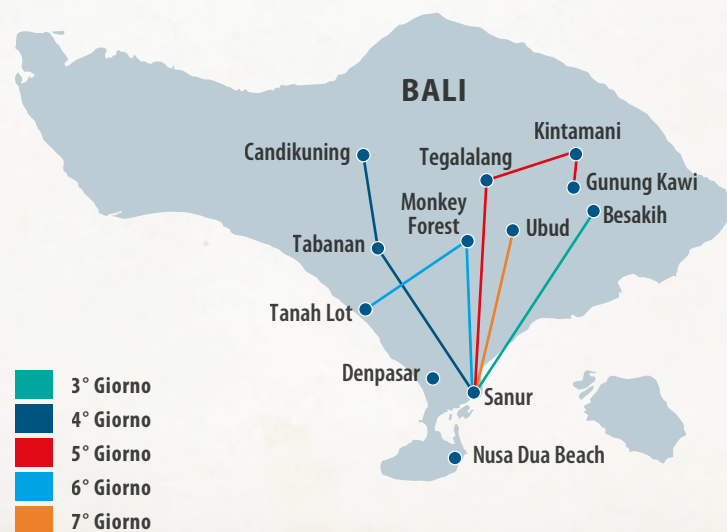 BALI
Kintamani
Candikuning
Tegalalang
Gunung Kawi
Monkey
Forest
Besakih
Ubud
Tabanan
Tanah Lot
Denpasar
Sanur
Nusa Dua Beach
3° Giorno
4° Giorno
5° Giorno
6° Giorno
7° Giorno